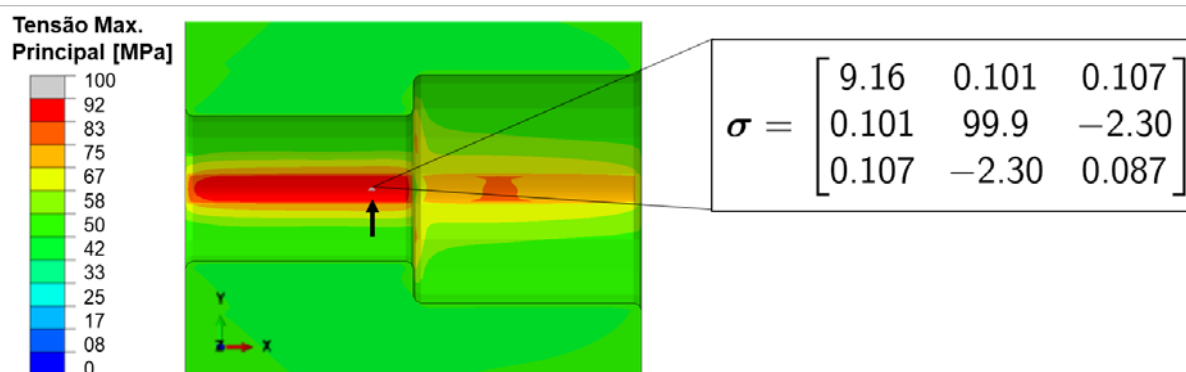 Tensão Max.
Principal [MPa]
100
92
83
75
67
58
50
42
33
25
17
08
0
Y
Z X
σ =
9.16 0.101 0.107
0.101 99.9 −2.30
0.107 −2.30 0.087